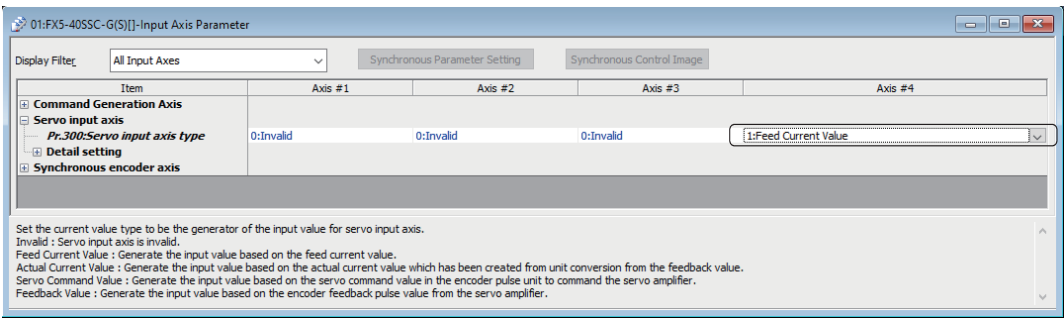 01:FX5-40SSC-G(S)[]-Input Axis Parameter
Display Filter All Input Axes Synchronous Parameter Setting Synchronous Control Image
Item Axis #1 Axis #2 Axis #3 Axis #4
Command Generation Axis
Servo input axis
Pr.300:Servo input axis type 0:Invalid 0:Invalid 0:Invalid 1:Feed Current Value
Detail setting
Synchronous encoder axis
Set the current value type to be the generator of the input value for servo input axis.
Invalid : Servo input axis is invalid.
Feed Current Value : Generate the input value based on the feed current value.
Actual Current Value : Generate the input value based on the actual current value which has been created from unit conversion from the feedback value.
Servo Command Value : Generate the input value based on the servo command value in the encoder pulse unit to command the servo amplifier.
Feedback Value : Generate the input value based on the encoder feedback pulse value from the servo amplifier.